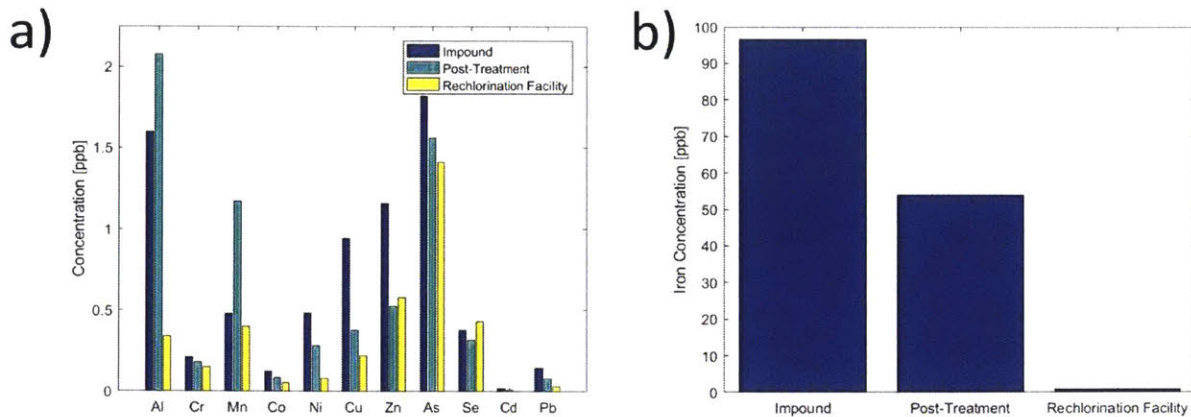 a)
Concentration [ppb]
2
1.5
1
0.5
0
Impound
Post-Treatment
Rechlorination Facility
Al Cr Mn Co Ni Cu Zn As Se Cd Pb
b)
Iron Concentration [ppb]
100
90
80
70
60
50
40
30
20
10
0
Impound Post-Treatment Rechlorination Facility